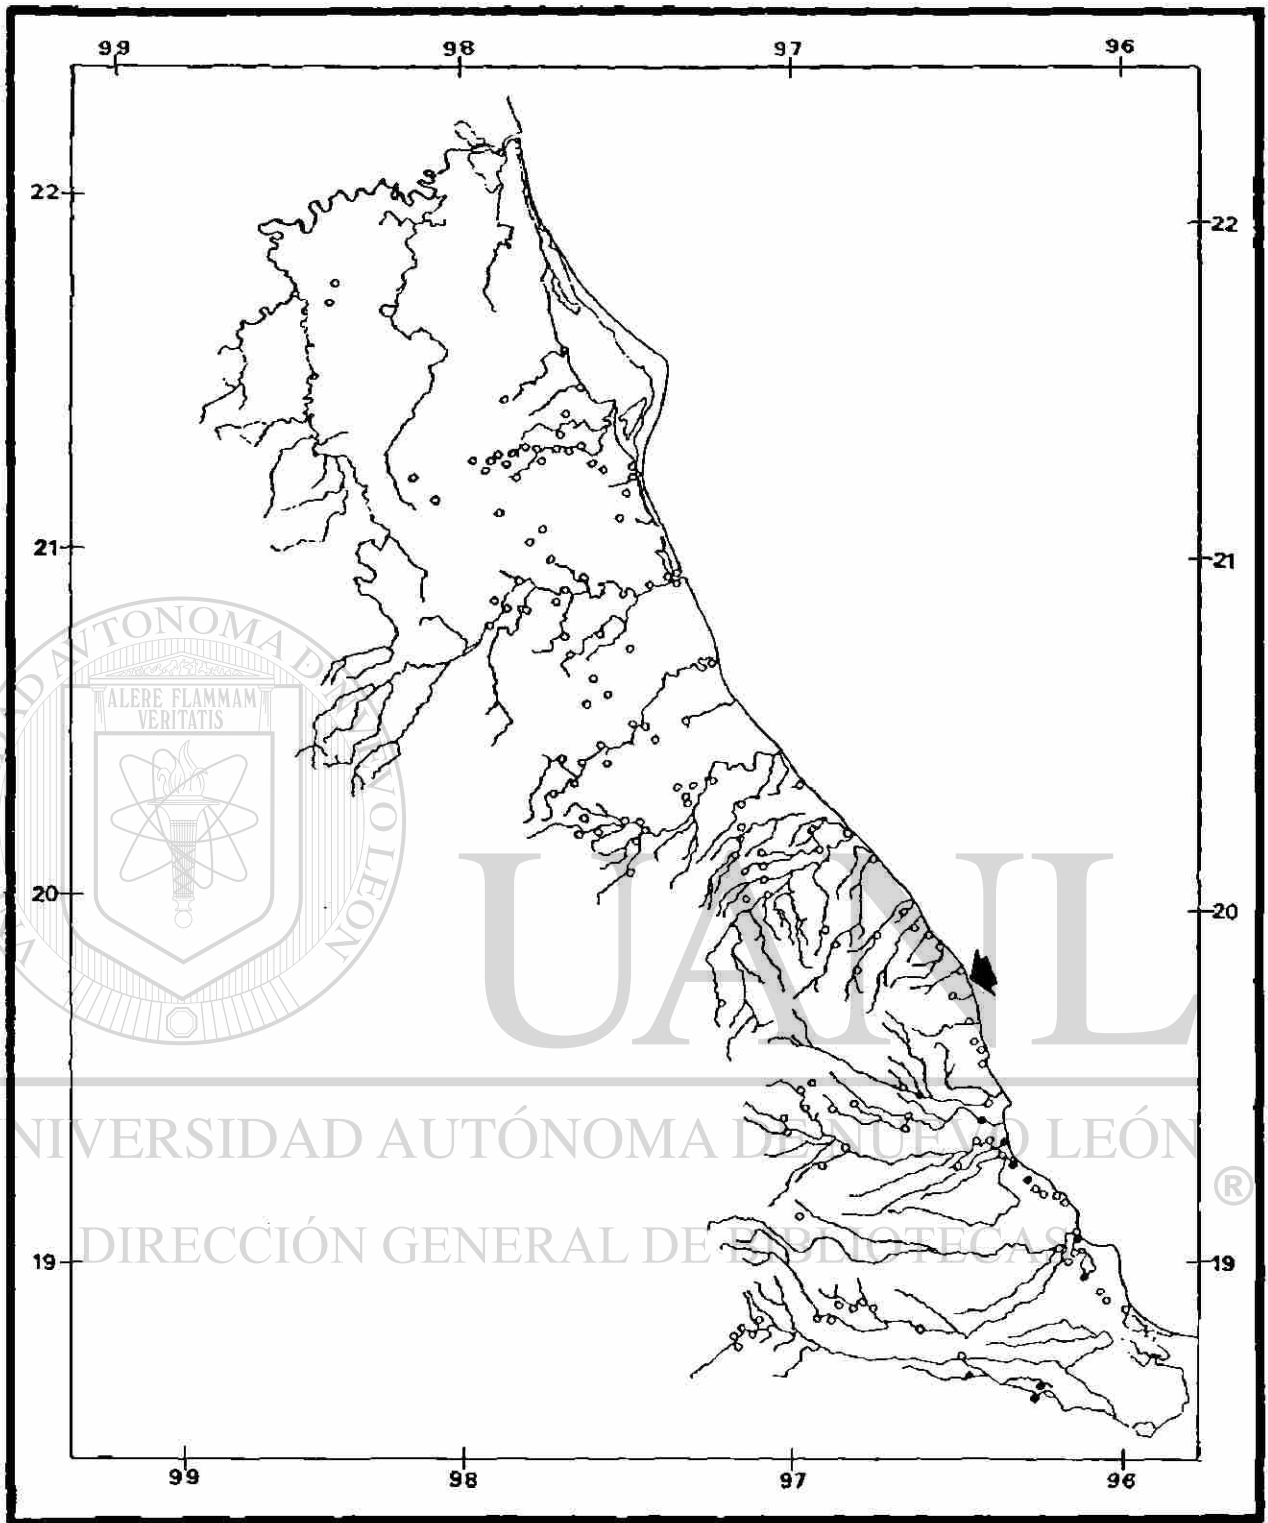 99 98 97 96
22 22
21 21
20 20
19 19
99 98 97 96
ALERE FLAMMAM
VERITATIS
UANL
UNIVERSIDAD AUTÓNOMA DE NUEVO LEÓN
®
DIRECCIÓN GENERAL DE BIBLIOTECAS